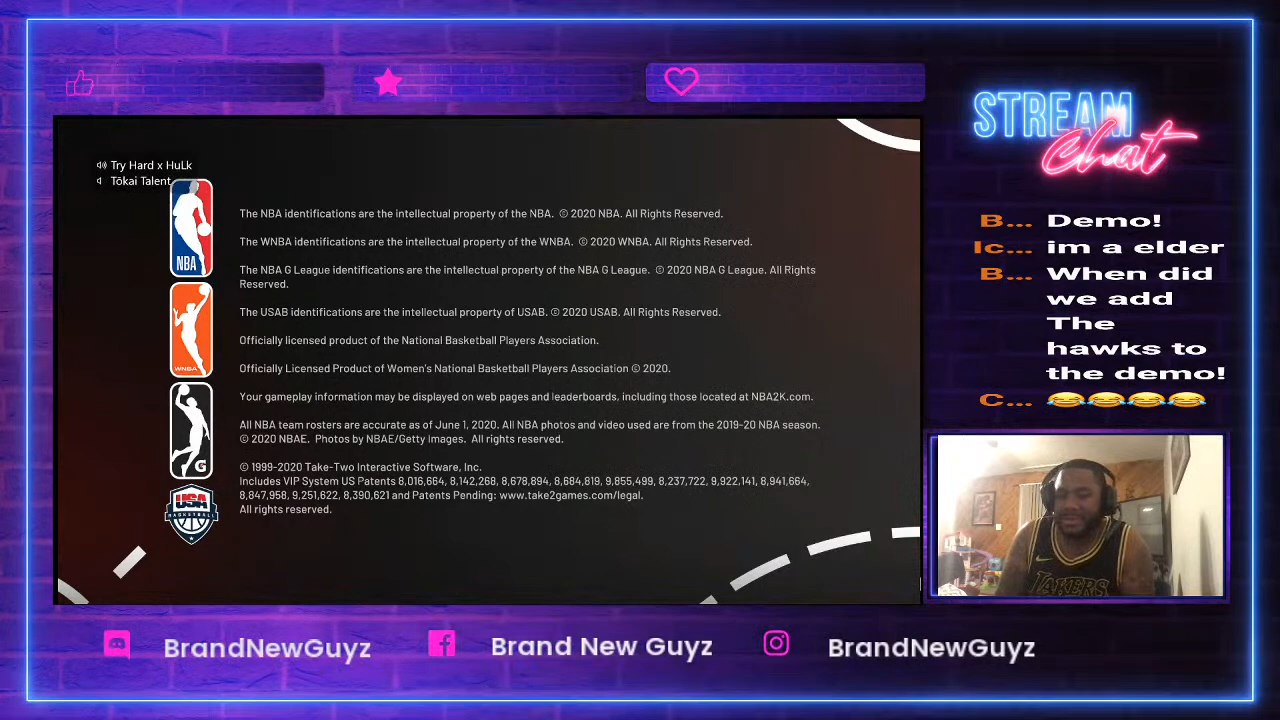 STREAM
Chat
Try Hard x HuLk
Tōkai Talent
NBA
The NBA identifications are the intellectual property of the NBA. © 2020 NBA. All Rights Reserved.
The WNBA identifications are the intellectual property of the WNBA. © 2020 WNBA. All Rights Reserved.
The NBA G League identifications are the intellectual property of the NBA G League. © 2020 NBA G League. All Rights
Reserved.
WNBA
The USAB identifications are the intellectual property of USAB. © 2020 USAB. All Rights Reserved.
Officially licensed product of the National Basketball Players Association.
Officially Licensed Product of Women's National Basketball Players Association © 2020.
Your gameplay information may be displayed on web pages and leaderboards, including those located at NBA2K.com.
G
All NBA team rosters are accurate as of June 1, 2020. All NBA photos and video used are from the 2019-20 NBA season.
© 2020 NBAE. Photos by NBAE/Getty Images. All rights reserved.
© 1999-2020 Take-Two Interactive Software, Inc.
Includes VIP System US Patents 8,016,664, 8,142,268, 8,678,894, 8,684,819, 9,855,499, 8,237,722, 9,922,141, 8,941,664,
8,847,958, 9,251,622, 8,390,621 and Patents Pending: www.take2games.com/legal.
All rights reserved.
USA
BASKETBALL
B... Demo!
Ic... im a elder
B... When did
we add
The
hawks to
the demo!
C... 😂😂😂😂
LAKERS
BrandNewGuyz
Brand New Guyz
BrandNewGuyz